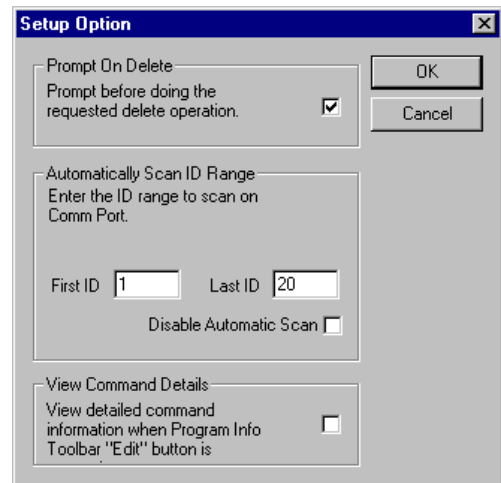 Setup Option
Prompt On Delete
Prompt before doing the
requested delete operation.
OK
Cancel
Automatically Scan ID Range
Enter the ID range to scan on
Comm Port.
First ID 1 Last ID 20
Disable Automatic Scan
View Command Details
View detailed command
information when Program Info
Toolbar "Edit" button is